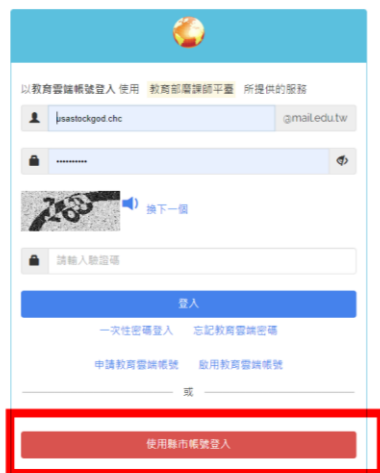 以教育雲端帳號登入 使用 教育部磨課師平臺 所提供的服務
usastockgod.chc @mail.edu.tw
••••••••••
換下一個
請輸入驗證碼
登入
一次性密碼登入 忘記教育雲端密碼
申請教育雲端帳號 啟用教育雲端帳號
或
使用縣市帳號登入